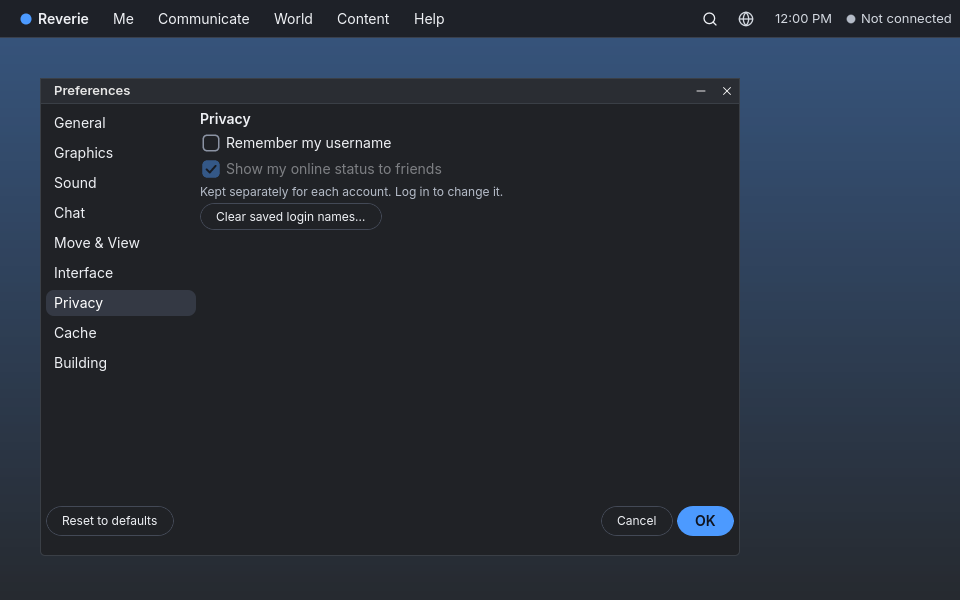 Reverie Me Communicate World Content Help 12:00 PM Not connected
Preferences
General
Graphics
Sound
Chat
Move & View
Interface
Privacy
Cache
Building
Privacy
Remember my username
Show my online status to friends
Kept separately for each account. Log in to change it.
Clear saved login names...
Reset to defaults
Cancel
OK